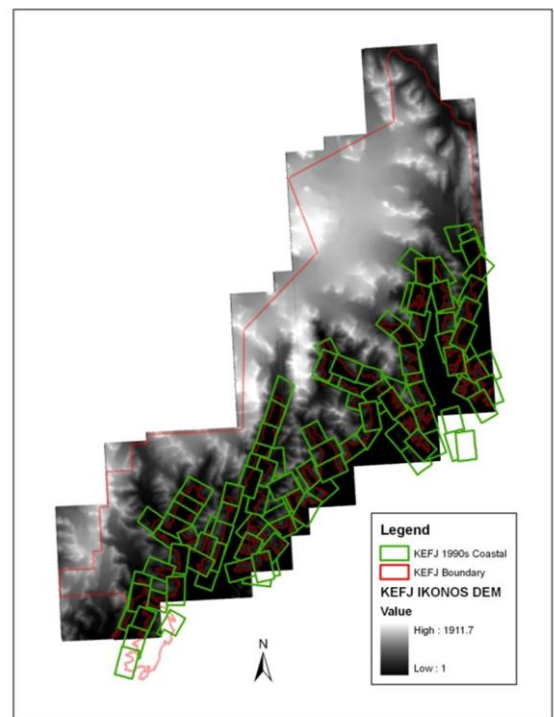 N
Legend
KEFJ 1990s Coastal
KEFJ Boundary
KEFJ IKONOS DEM
Value
High : 1911.7
Low : 1